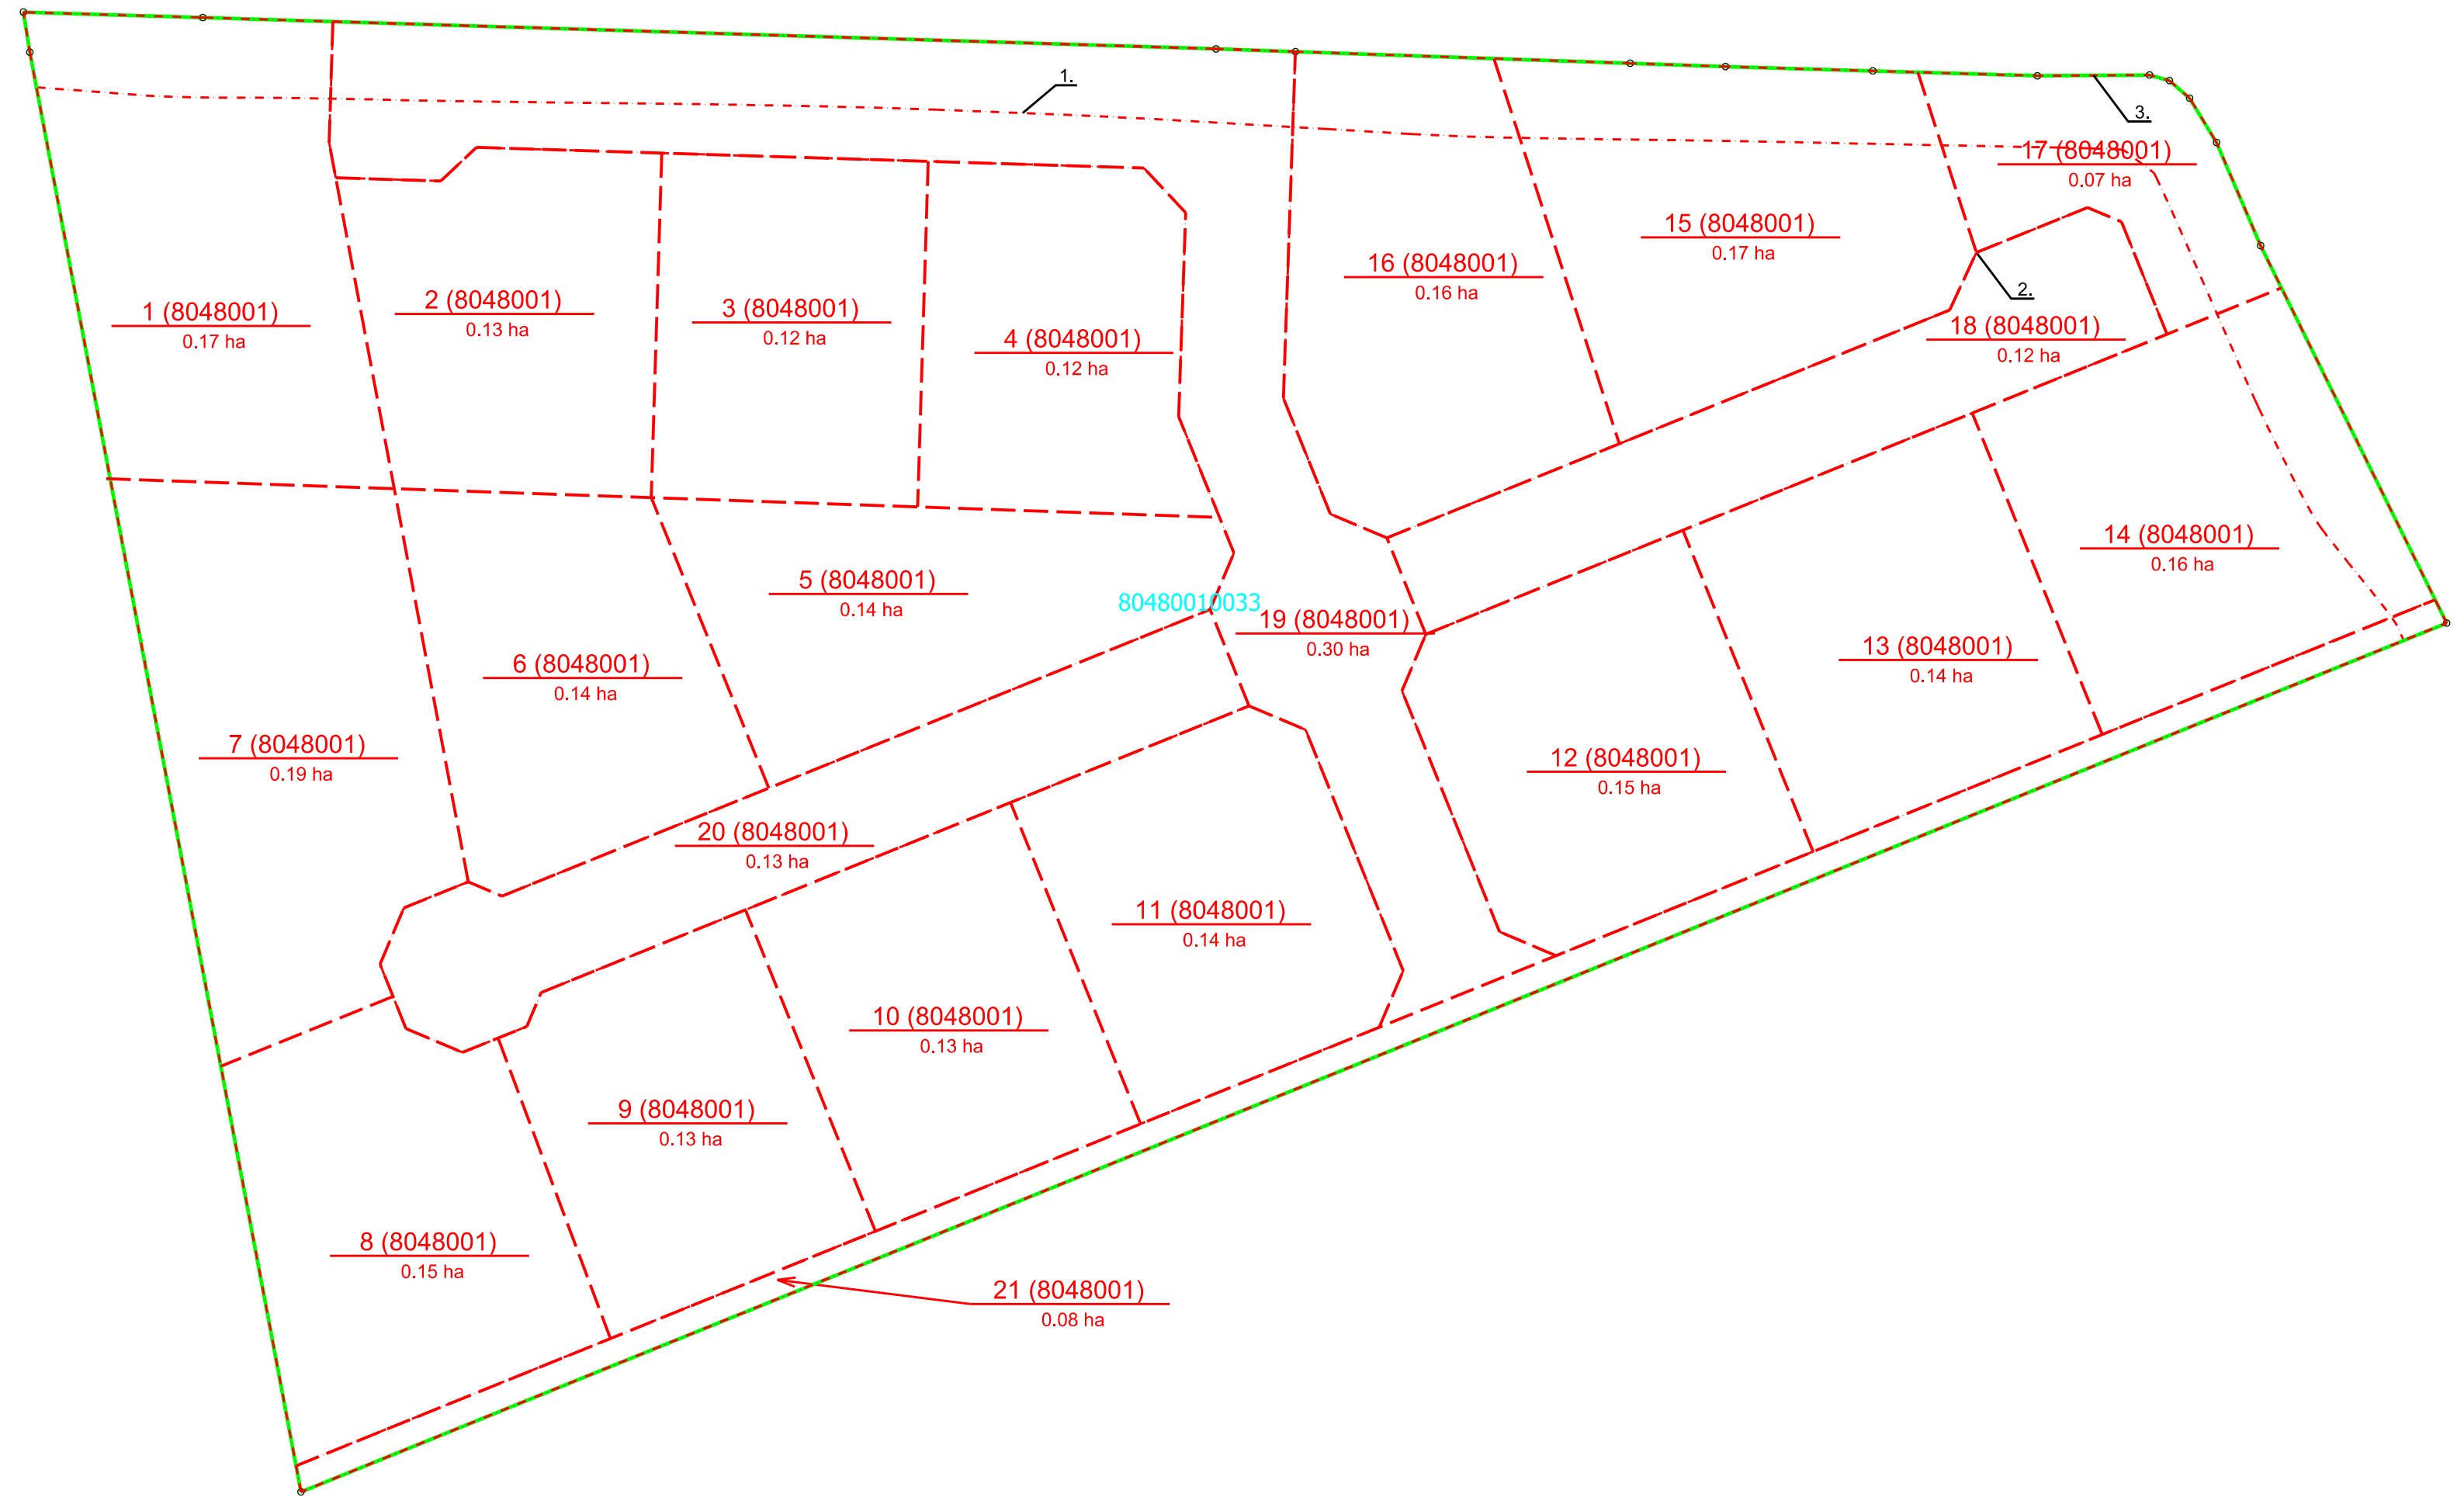 1.
3.
17 (8048001)
0.07 ha
15 (8048001)
0.17 ha
16 (8048001)
0.16 ha
2.
1 (8048001)
0.17 ha
2 (8048001)
0.13 ha
3 (8048001)
0.12 ha
4 (8048001)
0.12 ha
18 (8048001)
0.12 ha
14 (8048001)
0.16 ha
5 (8048001)
0.14 ha
80480010033
19 (8048001)
0.30 ha
13 (8048001)
0.14 ha
6 (8048001)
0.14 ha
7 (8048001)
0.19 ha
12 (8048001)
0.15 ha
20 (8048001)
0.13 ha
11 (8048001)
0.14 ha
10 (8048001)
0.13 ha
9 (8048001)
0.13 ha
8 (8048001)
0.15 ha
21 (8048001)
0.08 ha